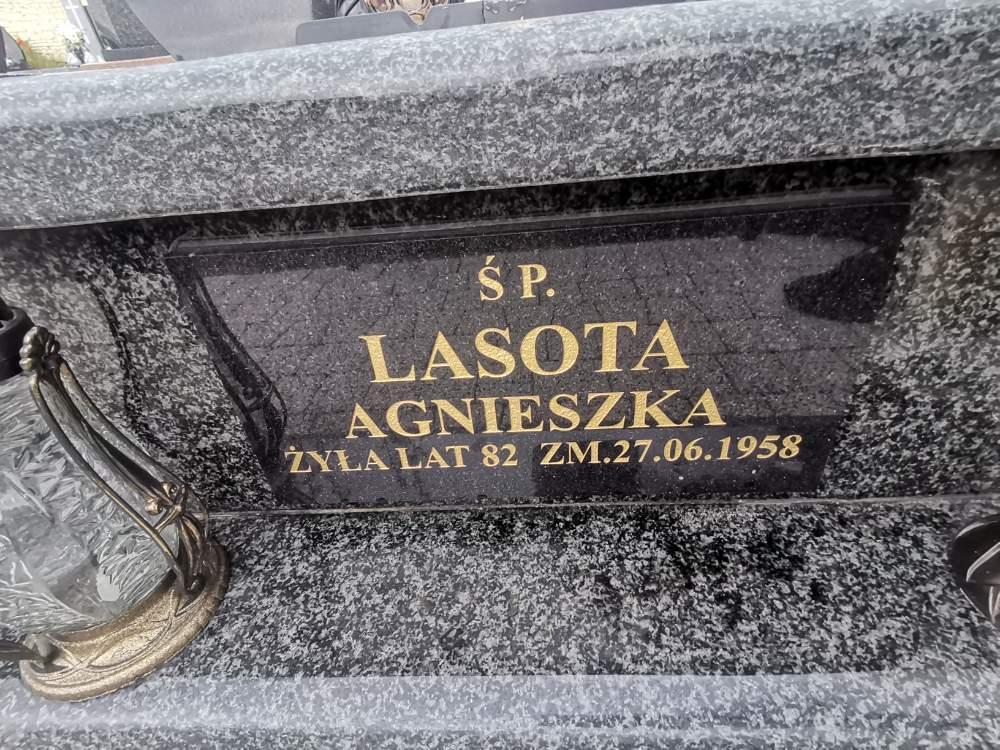 Ś P.
LASOTA
AGNIESZKA
ŻYŁA LAT 82 ZM.27.06.1958